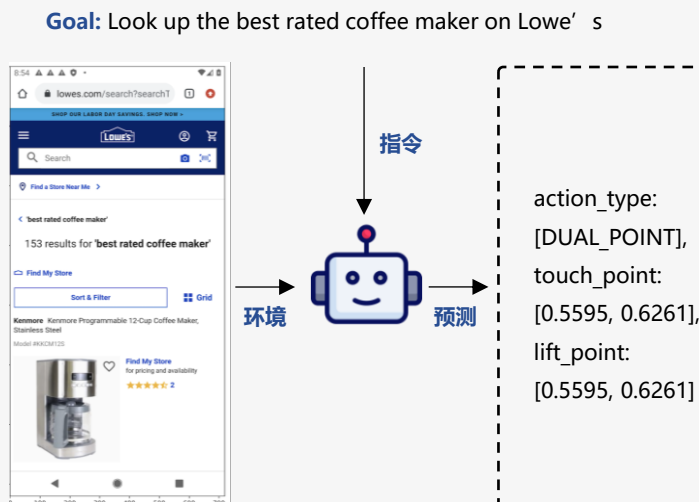 Goal: Look up the best rated coffee maker on Lowe’s
8:54
lowes.com/search?searchT
SHOP OUR LABOR DAY SAVINGS. SHOP NOW >
LOWE'S
Search
Find a Store Near Me >
< 'best rated coffee maker'
153 results for 'best rated coffee maker'
Find My Store
Sort & Filter
Grid
Kenmore Kenmore Programmable 12-Cup Coffee Maker,
Stainless Steel
Model #KKCM12S
Find My Store
for pricing and availability
2
指令
环境
预测
action_type:
[DUAL_POINT],
touch_point:
[0.5595, 0.6261],
lift_point:
[0.5595, 0.6261]